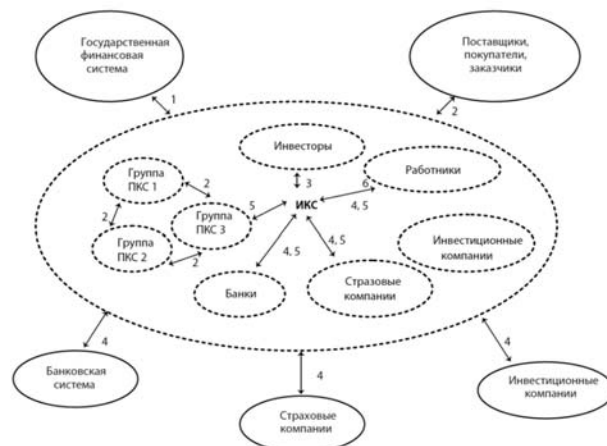 Государственная
финансовая
система
Поставщики,
покупатели,
заказчики
1
2
Инвесторы
Работники
Группа
ПКС 1
2
3
6
4, 5
Группа
ПКС 3
5
ИКС
2
Группа
ПКС 2
2
4, 5
4, 5
Инвестиционные
компании
Банки
Стразовые
компании
4
4
4
Банковская
система
Страховые
компании
Инвестиционные
компании